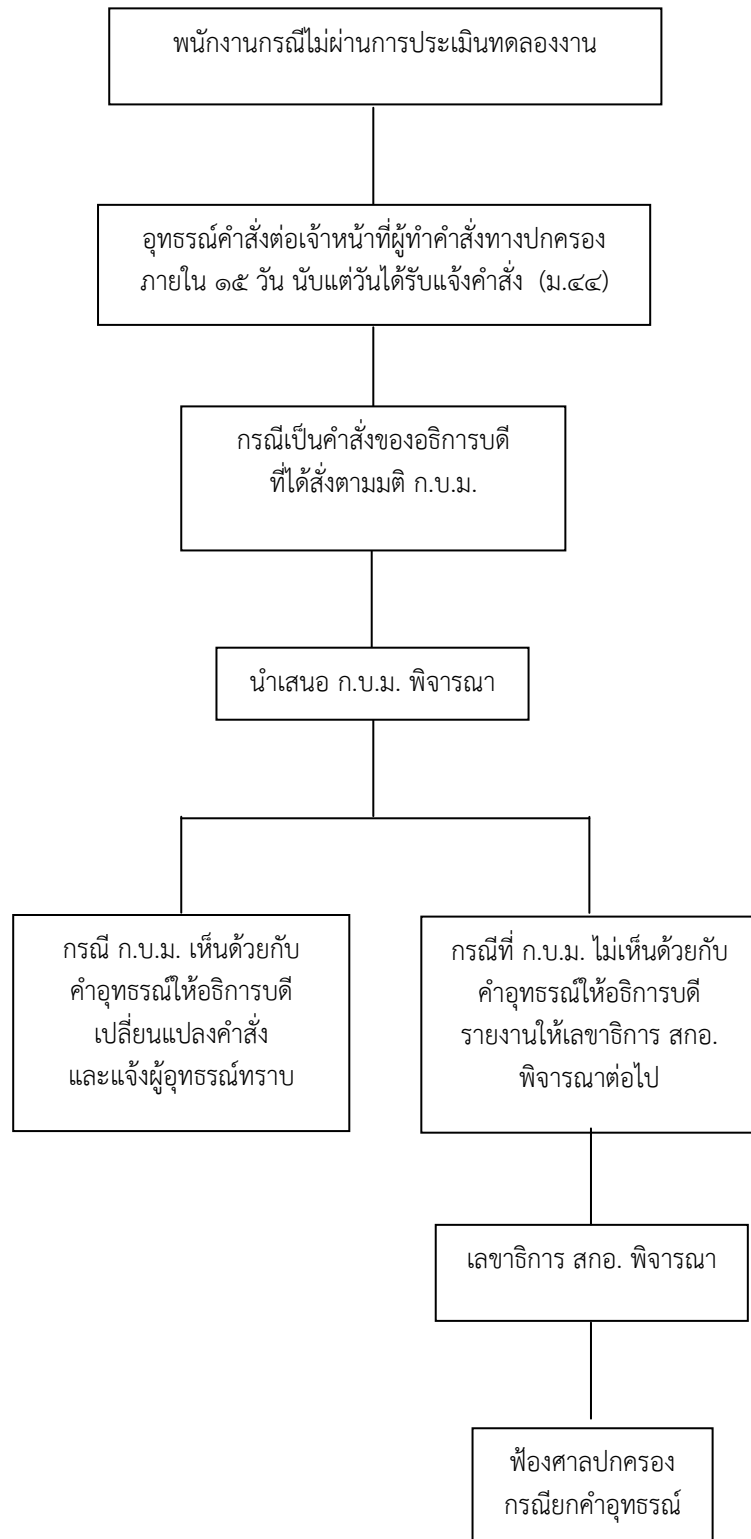 พนักงานกรณีไม่ผ่านการประเมินทดลองงาน
อุทธรณ์คำสั่งต่อเจ้าหน้าที่ผู้ทำคำสั่งทางปกครอง
ภายใน ๑๕ วัน นับแต่วันได้รับแจ้งคำสั่ง (ม.๔๔)
กรณีเป็นคำสั่งของอธิการบดี
ที่ได้สั่งตามมติ ก.บ.ม.
นำเสนอ ก.บ.ม. พิจารณา
กรณี ก.บ.ม. เห็นด้วยกับ
คำอุทธรณ์ให้อธิการบดี
เปลี่ยนแปลงคำสั่ง
และแจ้งผู้อุทธรณ์ทราบ
กรณีที่ ก.บ.ม. ไม่เห็นด้วยกับ
คำอุทธรณ์ให้อธิการบดี
รายงานให้เลขาธิการ สกอ.
พิจารณาต่อไป
เลขาธิการ สกอ. พิจารณา
ฟ้องศาลปกครอง
กรณียกคำอุทธรณ์